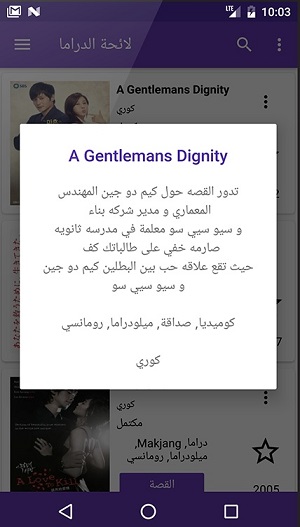 LTE 10:03
لائحة الدراما
A Gentlemans Dignity
كوري
A Gentlemans Dignity
تدور القصه حول كيم دو جين المهندس
المعماري و مدير شركه بناء
و سيو سيي سو معلمة في مدرسه ثانويه
صارمه خفي على طالباتك كف
حيث تقع علاقه حب بين البطلين كيم دو جين
و سيو سيي سو
كوميديا, صداقة, ميلودراما, رومانسي
كوري
كوري
مكتمل
دراما, Makjang,
ميلودراما, رومانسي
القصة
2005